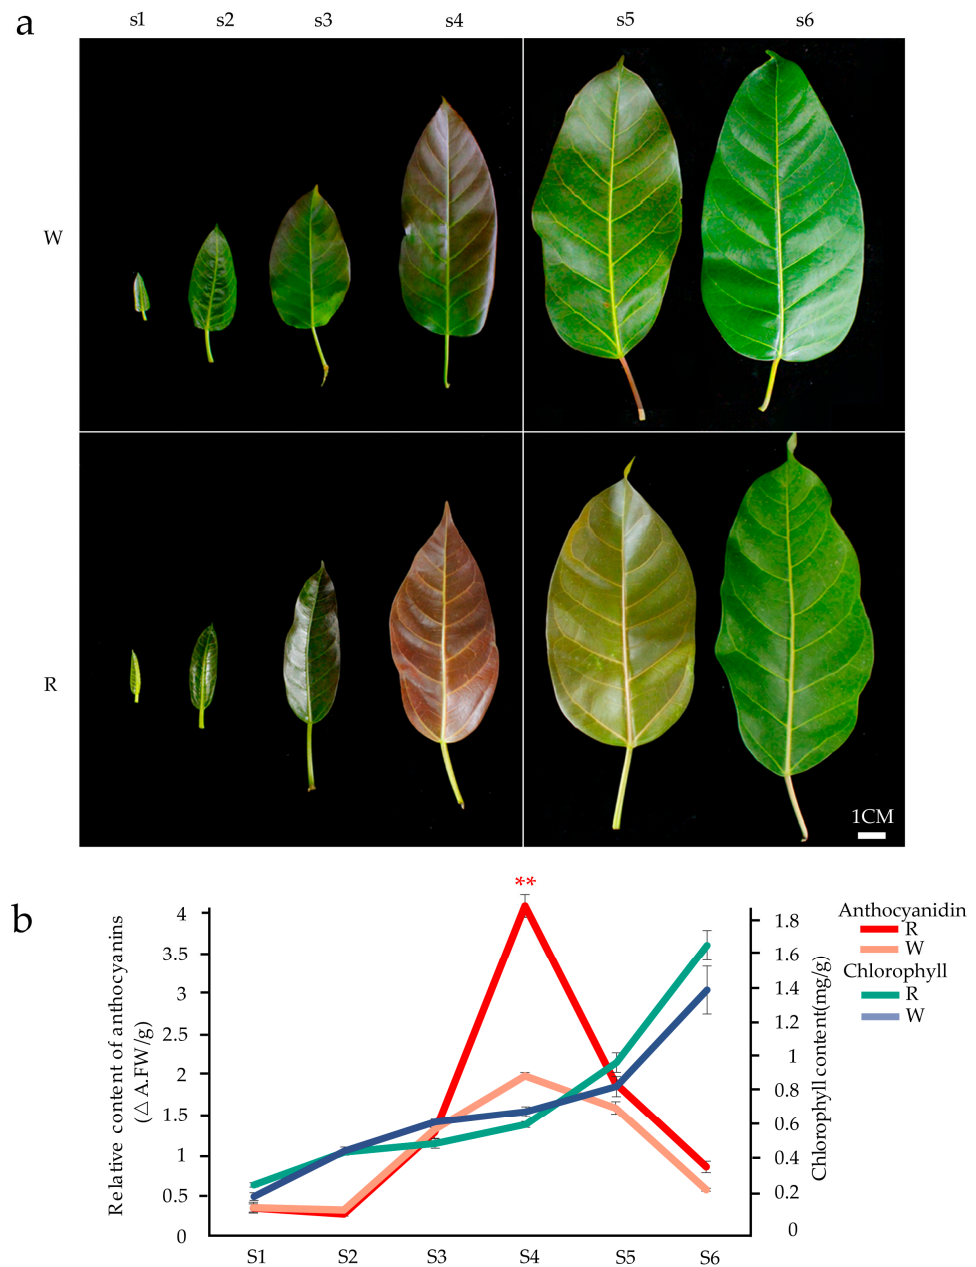 a
s1 s2 s3 s4 s5 s6
W
R
1CM
b
**
Relative content of anthocyanins
(△A.FW/g)
4
3.5
3
2.5
2
1.5
1
0.5
0
1.8
1.6
1.4
1.2
1
0.8
0.6
0.4
0.2
0
Chlorophyll content(mg/g)
S1 S2 S3 S4 S5 S6
Anthocyanidin
R
W
Chlorophyll
R
W